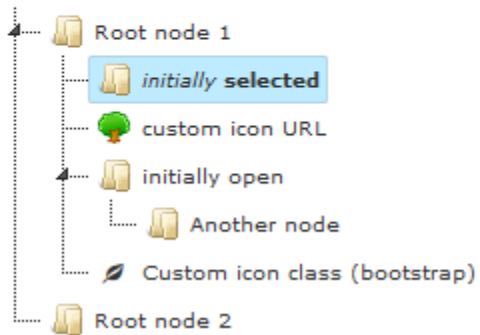 Root node 1
initially selected
custom icon URL
initially open
Another node
Custom icon class (bootstrap)
Root node 2